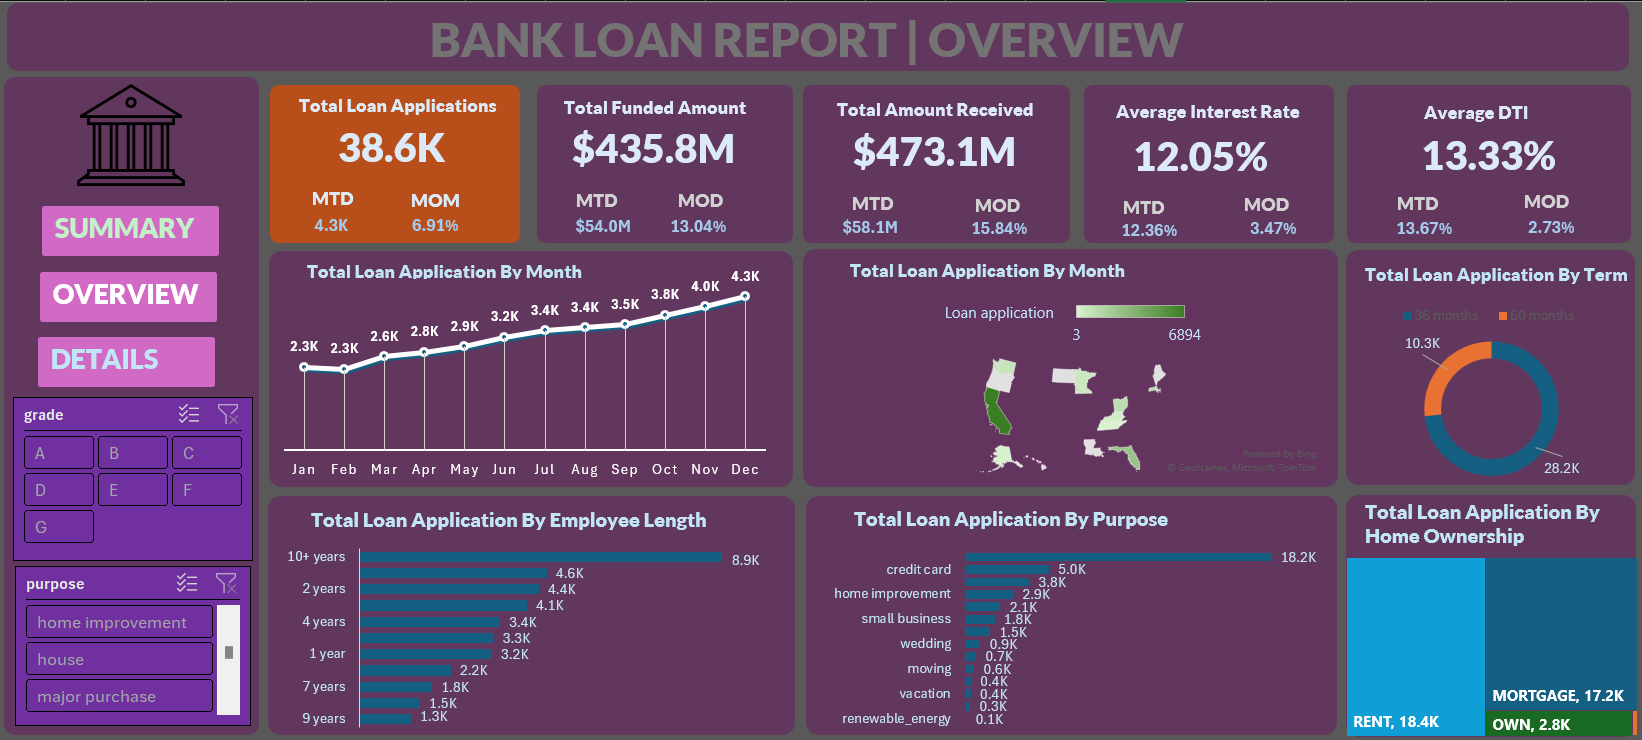 BANK LOAN REPORT | OVERVIEW
SUMMARY
OVERVIEW
DETAILS
grade
A
B
C
D
E
F
G
purpose
home improvement
house
major purchase
Total Loan Applications
38.6K
MTD
MOM
4.3K
6.91%
Total Funded Amount
$435.8M
MTD
MOD
$54.0M
13.04%
Total Amount Received
$473.1M
MTD
MOD
$58.1M
15.84%
Average Interest Rate
12.05%
MTD
MOD
12.36%
3.47%
Average DTI
13.33%
MTD
MOD
13.67%
2.73%
Total Loan Application By Month
2.3K
2.3K
2.6K
2.8K
2.9K
3.2K
3.4K
3.4K
3.5K
3.8K
4.0K
4.3K
Jan Feb Mar Apr May Jun Jul Aug Sep Oct Nov Dec
Total Loan Application By Month
Loan application
3
6894
Powered by Bing
© GeoNames, Microsoft, TomTom
Total Loan Application By Term
36 months
60 months
10.3K
28.2K
Total Loan Application By Employee Length
10+ years
8.9K
4.6K
2 years
4.4K
4.1K
4 years
3.4K
3.3K
1 year
3.2K
2.2K
7 years
1.8K
1.5K
9 years
1.3K
Total Loan Application By Purpose
18.2K
credit card
5.0K
3.8K
home improvement
2.9K
2.1K
small business
1.8K
1.5K
wedding
0.9K
0.7K
moving
0.6K
0.4K
vacation
0.4K
0.3K
renewable_energy
0.1K
Total Loan Application By
Home Ownership
RENT, 18.4K
MORTGAGE, 17.2K
OWN, 2.8K